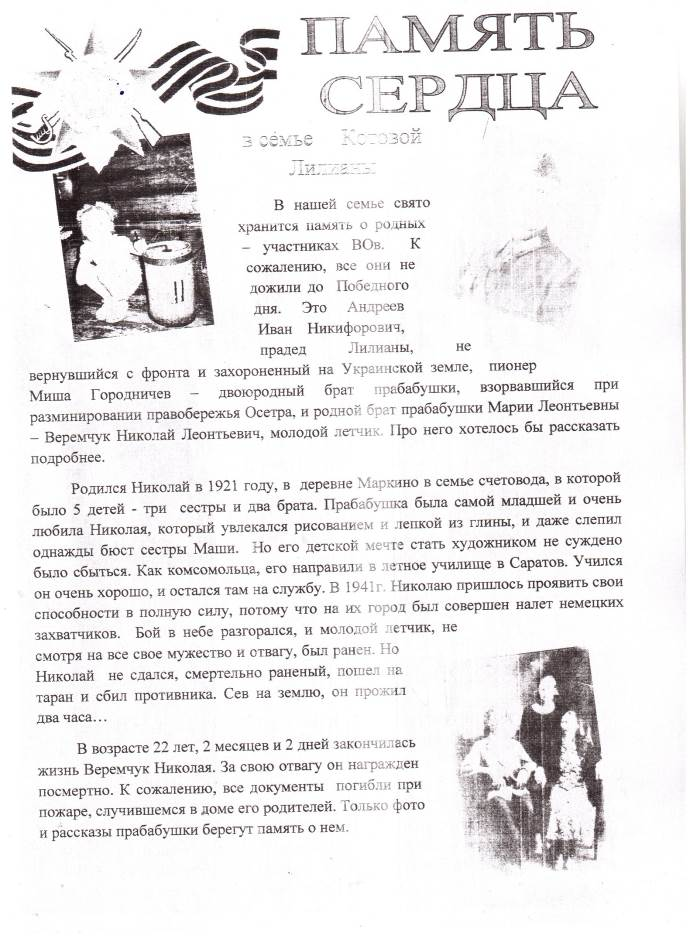 ПАМЯТЬ
СЕРДЦА
в семье Котовой
Лилианы
В нашей семье свято
хранится память о родных
– участниках ВОв. К
сожалению, все они не
дожили до Победного
дня. Это Андреев
Иван Никифорович,
прадед Лилианы, не
вернувшийся с фронта и захороненный на Украинской земле, пионер
Миша Городничев – двоюродный брат прабабушки, взорвавшийся при
разминировании правобережья Осетра, и родной брат прабабушки Марии Леонтьевны
– Веремчук Николай Леонтьевич, молодой летчик. Про него хотелось бы рассказать
подробнее.
Родился Николай в 1921 году, в деревне Маркино в семье счетовода, в которой
было 5 детей - три сестры и два брата. Прабабушка была самой младшей и очень
любила Николая, который увлекался рисованием и лепкой из глины, и даже слепил
однажды бюст сестры Маши. Но его детской мечте стать художником не суждено
было сбыться. Как комсомольца, его направили в летное училище в Саратов. Учился
он очень хорошо, и остался там на службу. В 1941г. Николаю пришлось проявить свои
способности в полную силу, потому что на их город был совершен налет немецких
захватчиков. Бой в небе разгорался, и молодой летчик, не
смотря на все свое мужество и отвагу, был ранен. Но
Николай не сдался, смертельно раненый, пошел на
таран и сбил противника. Сев на землю, он прожил
два часа…
В возрасте 22 лет, 2 месяцев и 2 дней закончилась
жизнь Веремчук Николая. За свою отвагу он награжден
посмертно. К сожалению, все документы погибли при
пожаре, случившемся в доме его родителей. Только фото
и рассказы прабабушки берегут память о нем.